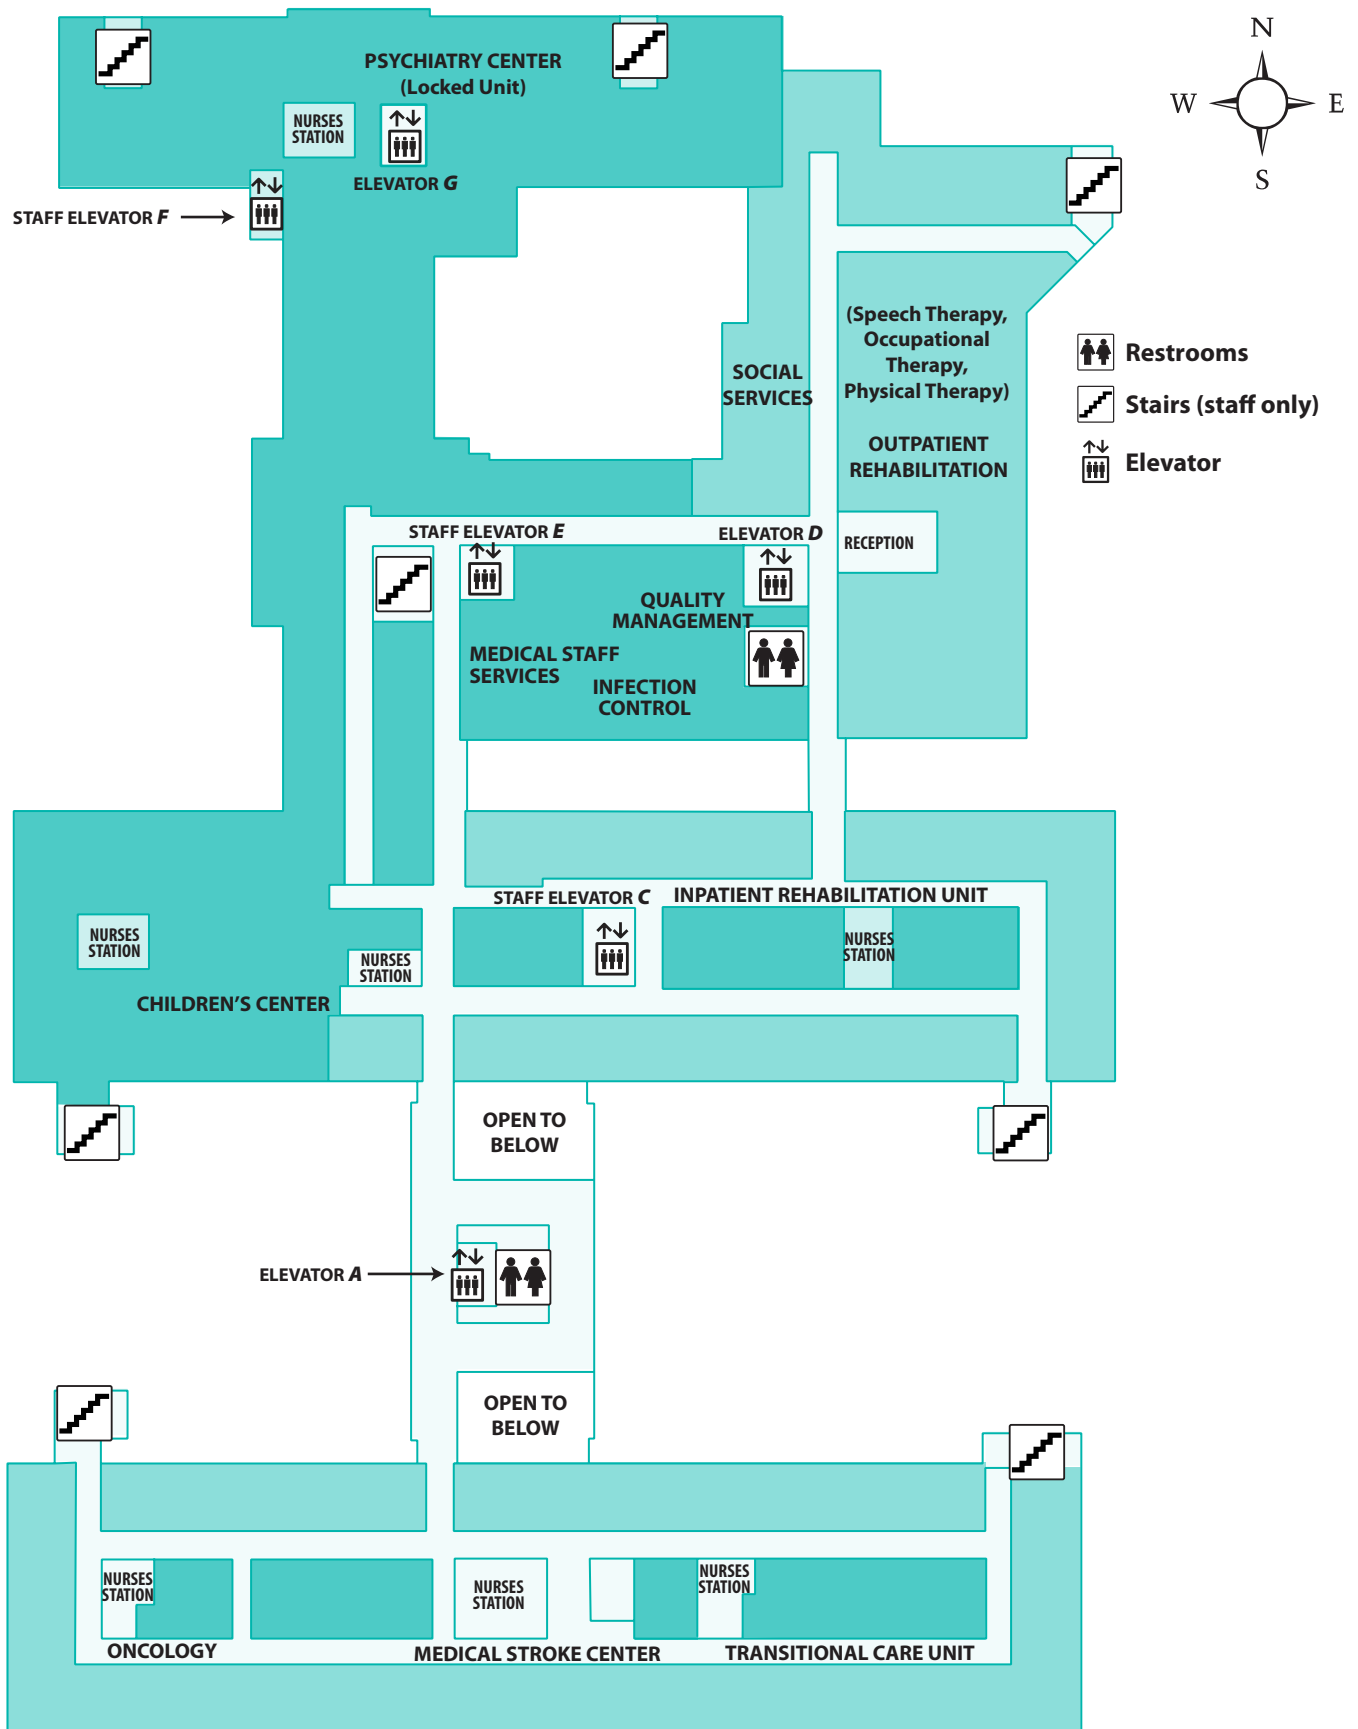 N
W
E
S
PSYCHIATRY CENTER
(Locked Unit)
NURSES
STATION
ELEVATOR G
STAFF ELEVATOR F
(Speech Therapy,
Occupational
Therapy,
Physical Therapy)
SOCIAL
SERVICES
OUTPATIENT
REHABILITATION
Restrooms
Stairs (staff only)
Elevator
STAFF ELEVATOR E
ELEVATOR D
RECEPTION
QUALITY
MANAGEMENT
MEDICAL STAFF
SERVICES
INFECTION
CONTROL
STAFF ELEVATOR C
INPATIENT REHABILITATION UNIT
NURSES
STATION
NURSES
STATION
NURSES
STATION
CHILDREN'S CENTER
OPEN TO
BELOW
ELEVATOR A
OPEN TO
BELOW
NURSES
STATION
NURSES
STATION
NURSES
STATION
ONCOLOGY
MEDICAL STROKE CENTER
TRANSITIONAL CARE UNIT